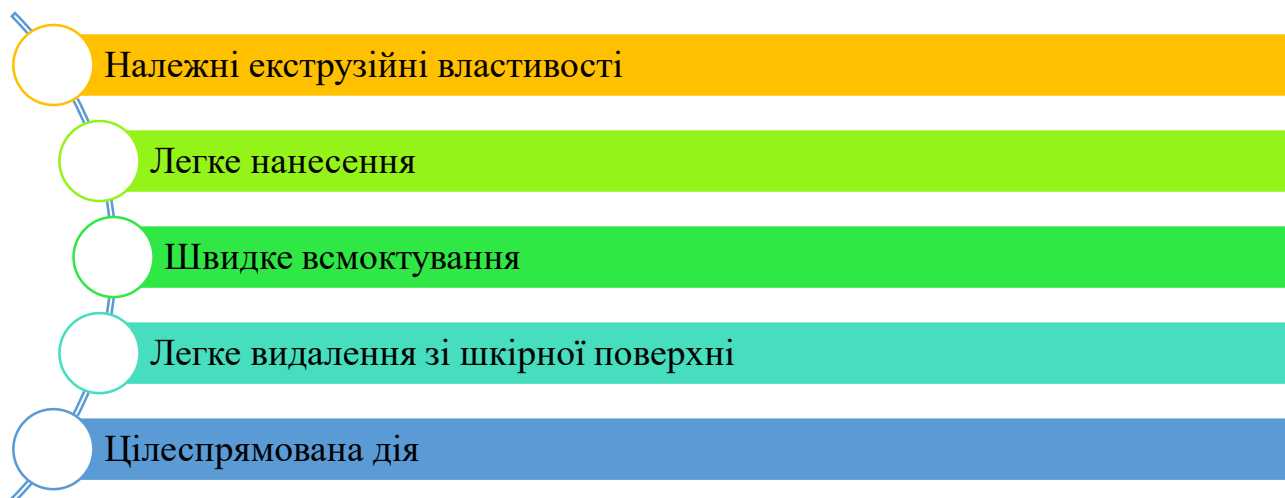 Належні екструзійні властивості
Легке нанесення
Швидке всмоктування
Легке видалення зі шкірної поверхні
Цілеспрямована дія